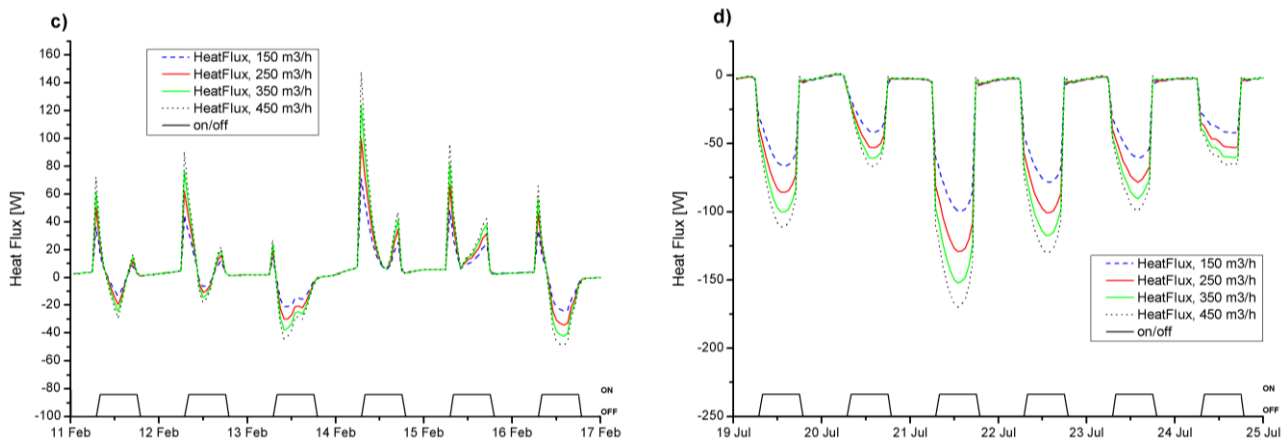 c)
160
140
120
100
80
60
40
20
0
-20
-40
-60
-80
-100
Heat Flux [W]
HeatFlux, 150 m3/h
HeatFlux, 250 m3/h
HeatFlux, 350 m3/h
HeatFlux, 450 m3/h
on/off
ON
OFF
11 Feb 12 Feb 13 Feb 14 Feb 15 Feb 16 Feb 17 Feb
d)
0
-50
-100
-150
-200
-250
Heat Flux [W]
HeatFlux, 150 m3/h
HeatFlux, 250 m3/h
HeatFlux, 350 m3/h
HeatFlux, 450 m3/h
on/off
ON
OFF
19 Jul 20 Jul 21 Jul 22 Jul 23 Jul 24 Jul 25 Jul